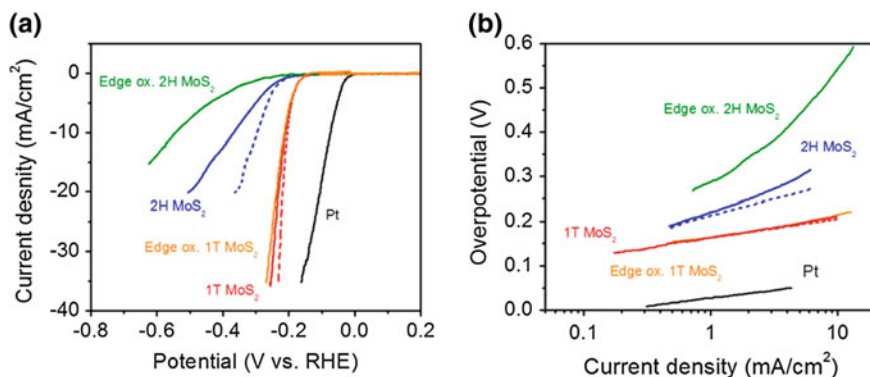 (a)
Current desnity (mA/cm²)
0
-10
-20
-30
-40
Edge ox. 2H MoS₂
2H MoS₂
Edge ox. 1T MoS₂
1T MoS₂
Pt
-0.8 -0.6 -0.4 -0.2 0.0 0.2
Potential (V vs. RHE)
(b)
Overpotential (V)
0.6
0.5
0.4
0.3
0.2
0.1
0.0
Edge ox. 2H MoS₂
2H MoS₂
1T MoS₂
Edge ox. 1T MoS₂
Pt
0.1 1 10
Current density (mA/cm²)